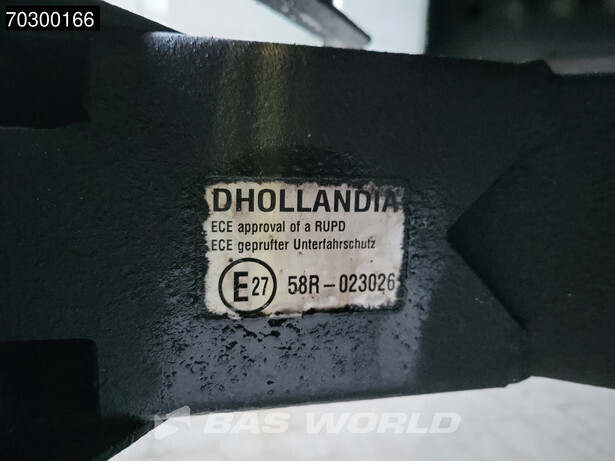 70300166
DHOLLANDIA
ECE approval of a RUPD
ECE geprufter Unterfahrschutz
E27 58R-023026
BAS WORLD